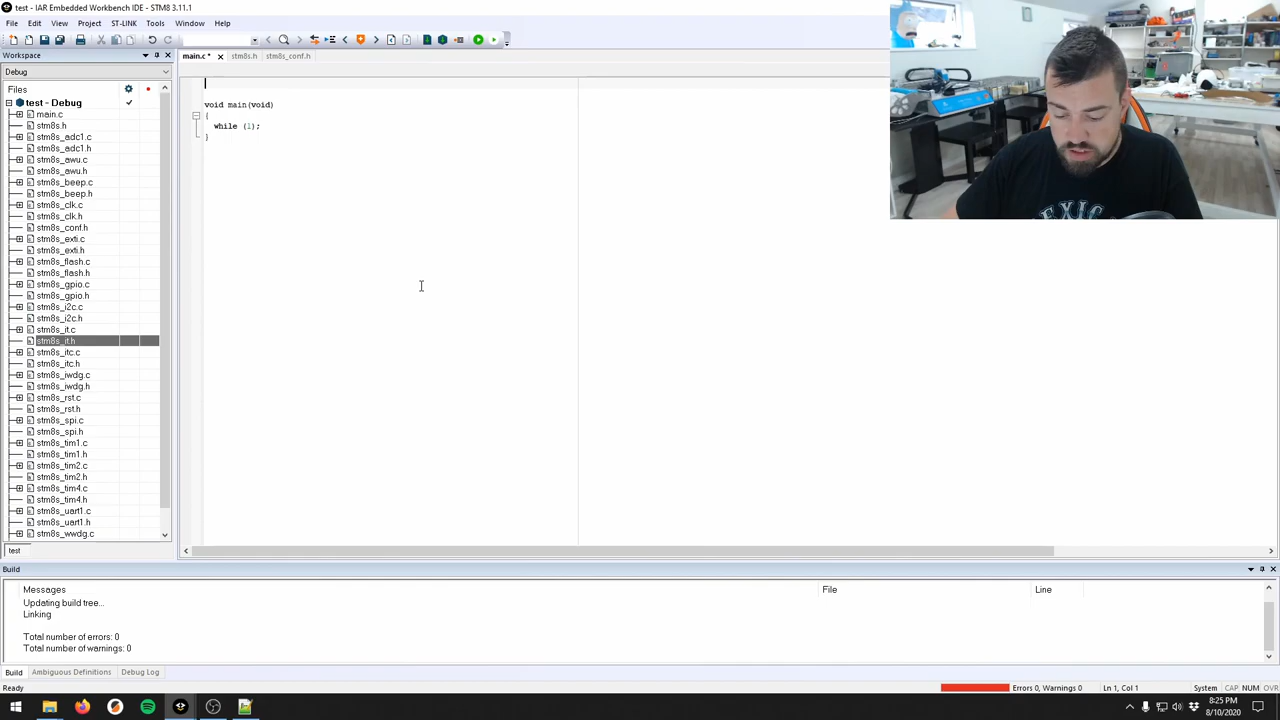 test - IAR Embedded Workbench IDE - STM8 3.11.1
File Edit View Project ST-LINK Tools Window Help
Workspace
main.c * stm8s.h stm8s_conf.h
Debug
Files
test - Debug
main.c
stm8s.h
stm8s_adc1.c
stm8s_adc1.h
stm8s_awu.c
stm8s_awu.h
stm8s_beep.c
stm8s_beep.h
stm8s_clk.c
stm8s_clk.h
stm8s_conf.h
stm8s_exti.c
stm8s_exti.h
stm8s_flash.c
stm8s_flash.h
stm8s_gpio.c
stm8s_gpio.h
stm8s_i2c.c
stm8s_i2c.h
stm8s_it.c
stm8s_it.h
stm8s_itc.c
stm8s_itc.h
stm8s_iwdg.c
stm8s_iwdg.h
stm8s_rst.c
stm8s_rst.h
stm8s_spi.c
stm8s_spi.h
stm8s_tim1.c
stm8s_tim1.h
stm8s_tim2.c
stm8s_tim2.h
stm8s_tim4.c
stm8s_tim4.h
stm8s_uart1.c
stm8s_uart1.h
stm8s_wwdg.c
test
void main(void)
{
while (1);
}
Build
Messages File Line
Updating build tree...
Linking
Total number of errors: 0
Total number of warnings: 0
Build Ambiguous Definitions Debug Log
Ready Errors 0, Warnings 0 Ln 1, Col 1 System CAP NUM OVR
8:25 PM
8/10/2020